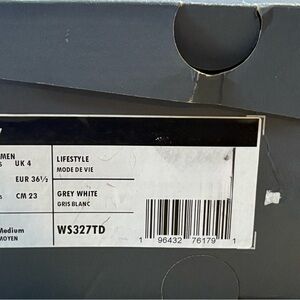 MEN
UK 4
EUR 36½
CM 23
Medium
MOYEN
LIFESTYLE
MODE DE VIE
GREY WHITE
GRIS BLANC
WS327TD
1 96432 76179 1